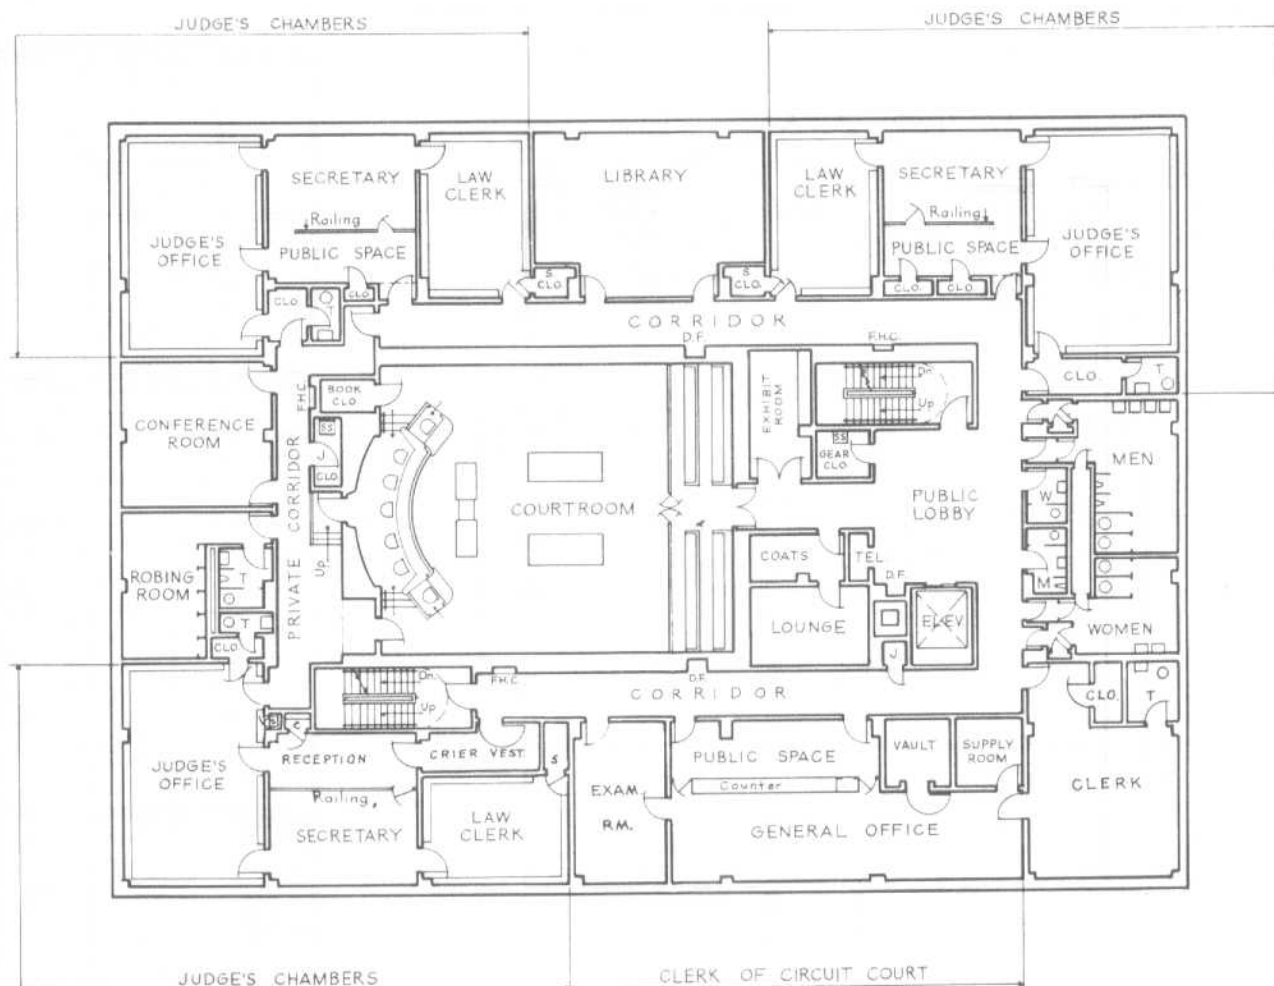 JUDGE'S CHAMBERS
JUDGE'S CHAMBERS
SECRETARY
LAW
CLERK
LIBRARY
LAW
CLERK
SECRETARY
Railing
Railing
JUDGE'S
OFFICE
PUBLIC SPACE
PUBLIC SPACE
JUDGE'S
OFFICE
S
CLO.
S
CLO.
CLO.
CLO.
CLO.
CLO.
T
CORRIDOR
D.F.
F.H.C.
CLO.
T
BOOK
CLO.
F.H.C.
EXHIBIT
ROOM
Dn.
Up
CONFERENCE
ROOM
SS
J
CLO.
SS
GEAR
CLO.
MEN
PRIVATE CORRIDOR
COURTROOM
PUBLIC
LOBBY
W
Up
COATS
TEL.
D.F.
M
ROBING
ROOM
T
T
CLO.
LOUNGE
ELEV.
WOMEN
J
Dn.
Up
F.H.C.
D.F.
CORRIDOR
CLO.
T
S
C
RECEPTION
CRIER VEST.
S
PUBLIC SPACE
VAULT
SUPPLY
ROOM
JUDGE'S
OFFICE
Railing
Counter
CLERK
SECRETARY
LAW
CLERK
EXAM.
RM.
GENERAL OFFICE
JUDGE'S CHAMBERS
CLERK OF CIRCUIT COURT